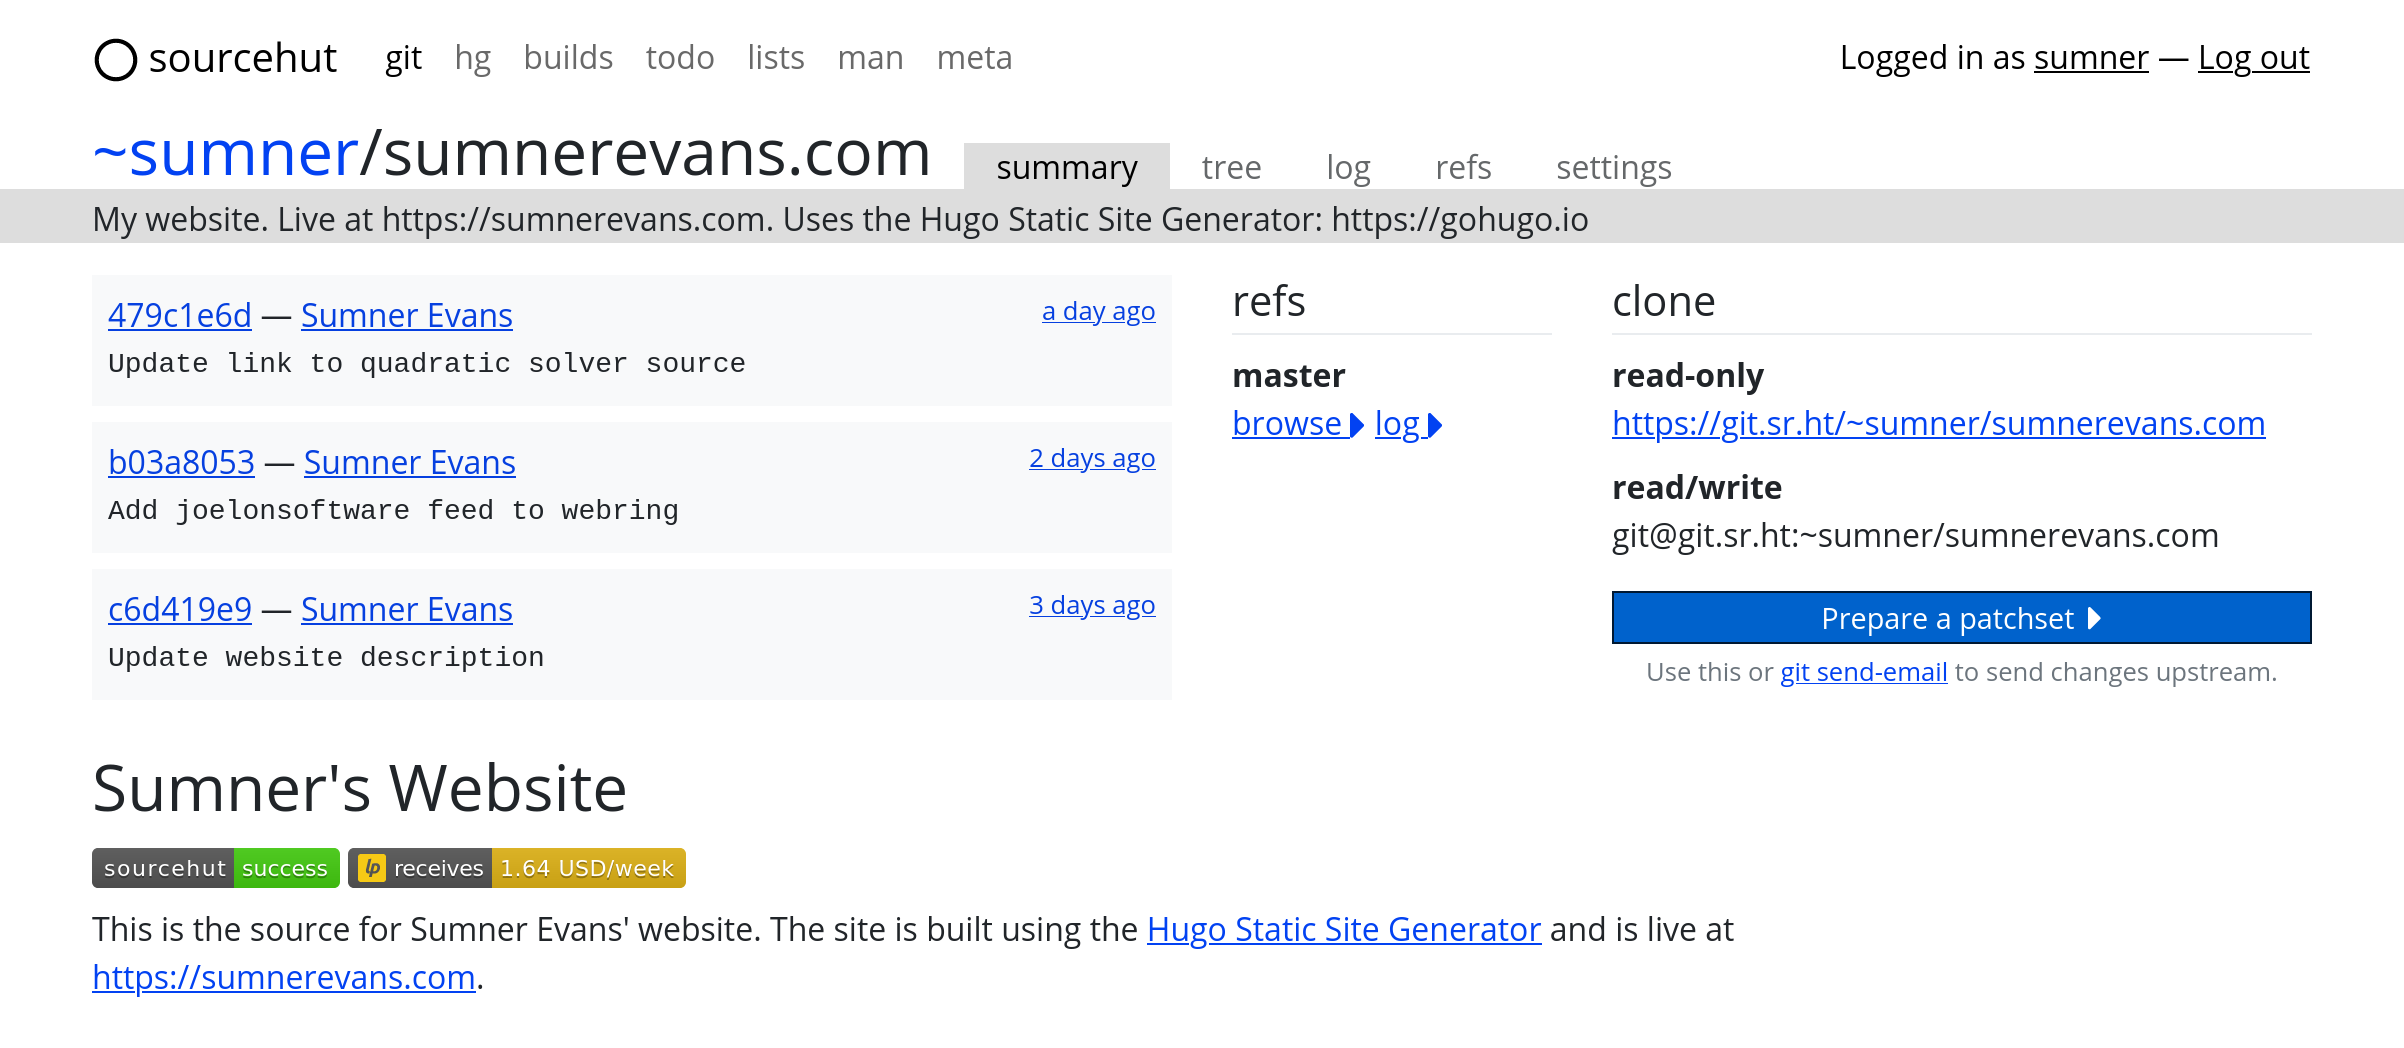 sourcehut git hg builds todo lists man meta Logged in as sumner — Log out
~sumner/sumnerevans.com summary tree log refs settings
My website. Live at https://sumnerevans.com. Uses the Hugo Static Site Generator: https://gohugo.io
479c1e6d — Sumner Evans a day ago
Update link to quadratic solver source
b03a8053 — Sumner Evans 2 days ago
Add joelonsoftware feed to webring
c6d419e9 — Sumner Evans 3 days ago
Update website description
refs
master
browse log
clone
read-only
https://git.sr.ht/~sumner/sumnerevans.com
read/write
git@git.sr.ht:~sumner/sumnerevans.com
Prepare a patchset
Use this or git send-email to send changes upstream.
Sumner's Website
sourcehut success lp receives 1.64 USD/week
This is the source for Sumner Evans' website. The site is built using the Hugo Static Site Generator and is live at
https://sumnerevans.com.